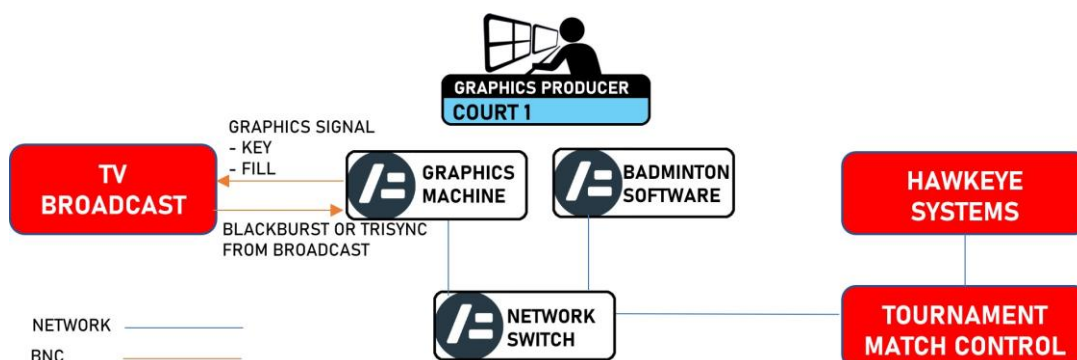 GRAPHICS PRODUCER
COURT 1
GRAPHICS SIGNAL
- KEY
- FILL
TV
BROADCAST
GRAPHICS
MACHINE
BADMINTON
SOFTWARE
HAWKEYE
SYSTEMS
BLACKBURST OR TRISYNC
FROM BROADCAST
NETWORK
SWITCH
TOURNAMENT
MATCH CONTROL
NETWORK
BNC